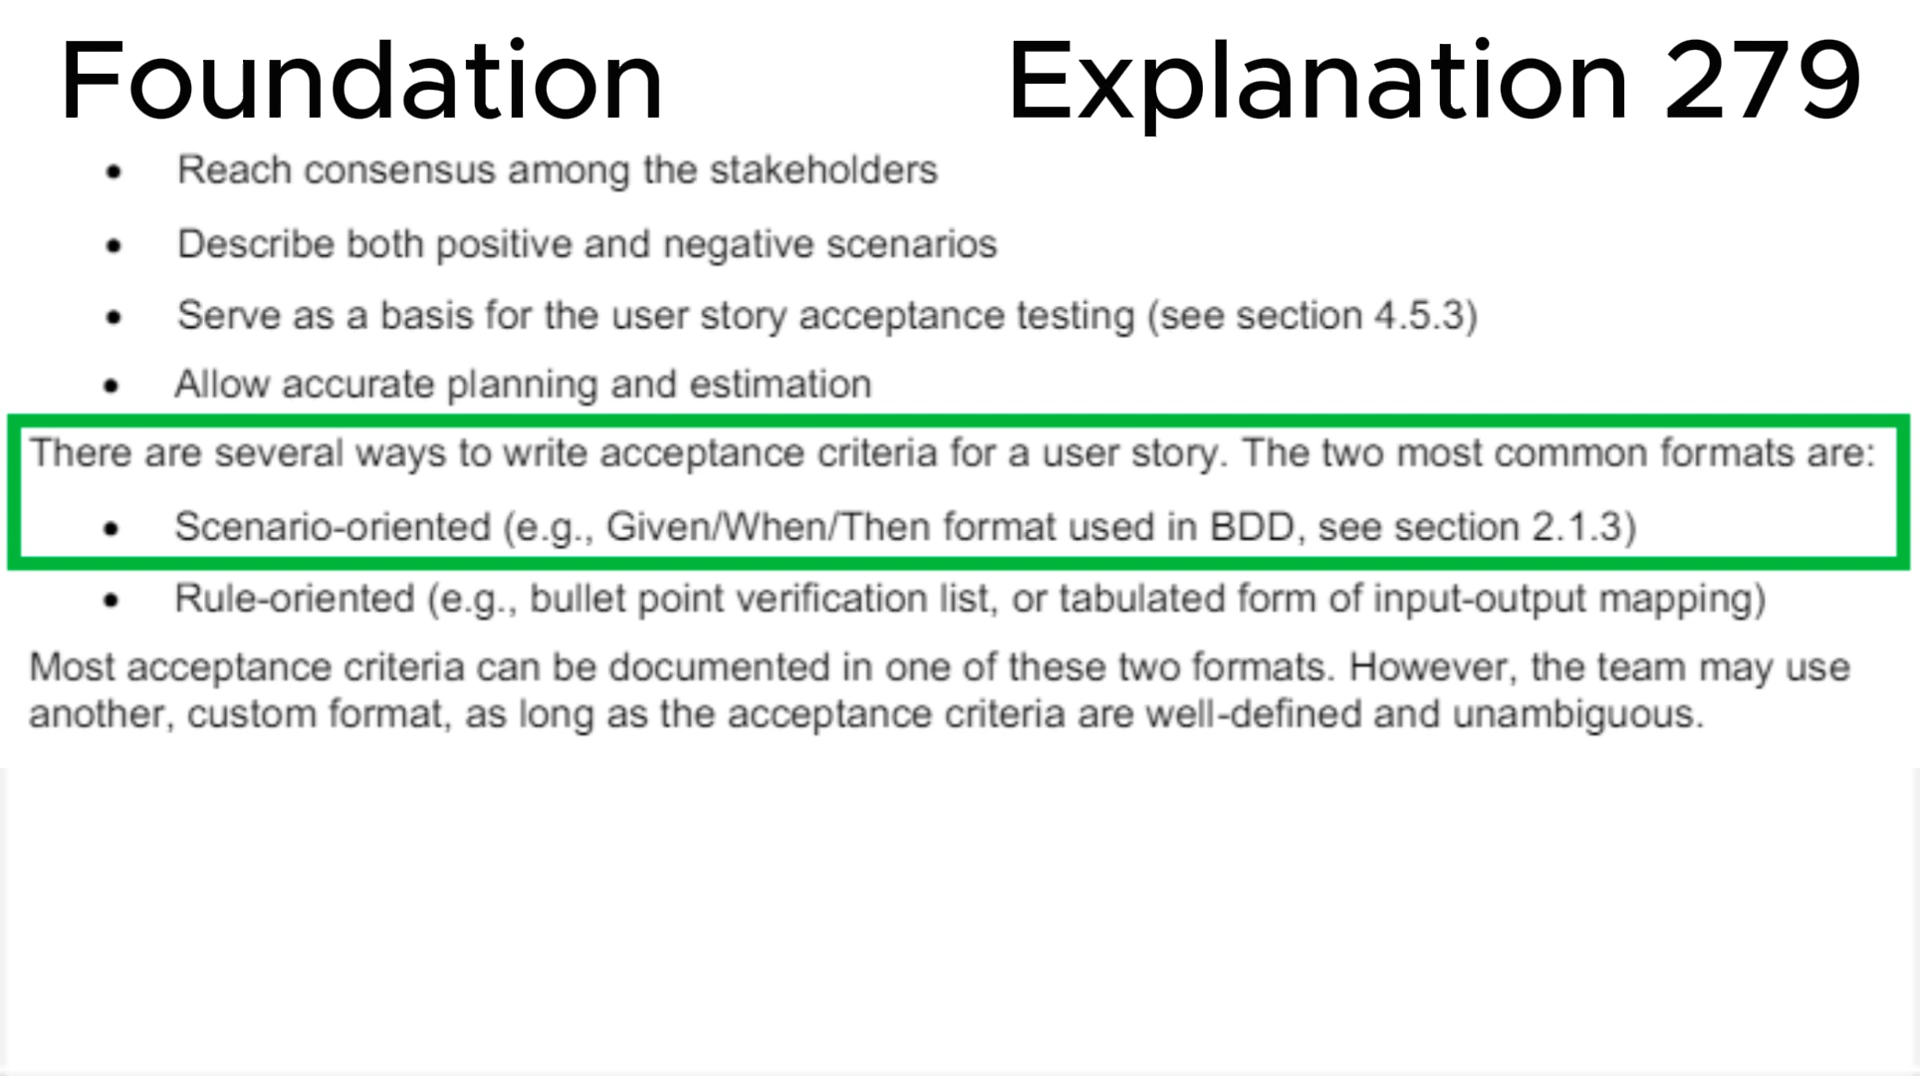 Foundation Explanation 279
• Reach consensus among the stakeholders
• Describe both positive and negative scenarios
• Serve as a basis for the user story acceptance testing (see section 4.5.3)
• Allow accurate planning and estimation
There are several ways to write acceptance criteria for a user story. The two most common formats are:
• Scenario-oriented (e.g., Given/When/Then format used in BDD, see section 2.1.3)
• Rule-oriented (e.g., bullet point verification list, or tabulated form of input-output mapping)
Most acceptance criteria can be documented in one of these two formats. However, the team may use
another, custom format, as long as the acceptance criteria are well-defined and unambiguous.